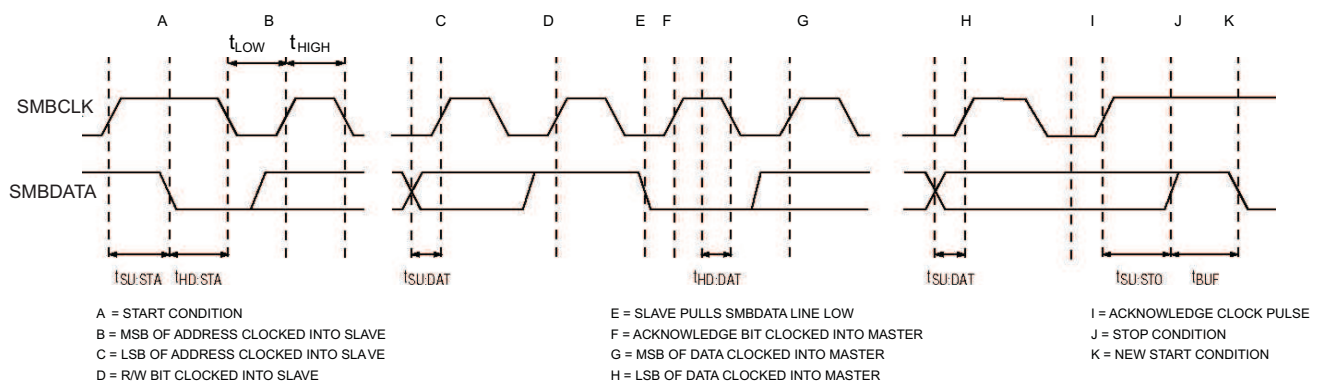 A B C D E F G H I J K
tLOW tHIGH
SMBCLK
SMBDATA
tSU:STA tHD:STA tSU:DAT tHD:DAT tSU:DAT tSU:STO tBUF
A = START CONDITION
B = MSB OF ADDRESS CLOCKED INTO SLAVE
C = LSB OF ADDRESS CLOCKED INTO SLAVE
D = R/W BIT CLOCKED INTO SLAVE
E = SLAVE PULLS SMBDATA LINE LOW
F = ACKNOWLEDGE BIT CLOCKED INTO MASTER
G = MSB OF DATA CLOCKED INTO MASTER
H = LSB OF DATA CLOCKED INTO MASTER
I = ACKNOWLEDGE CLOCK PULSE
J = STOP CONDITION
K = NEW START CONDITION